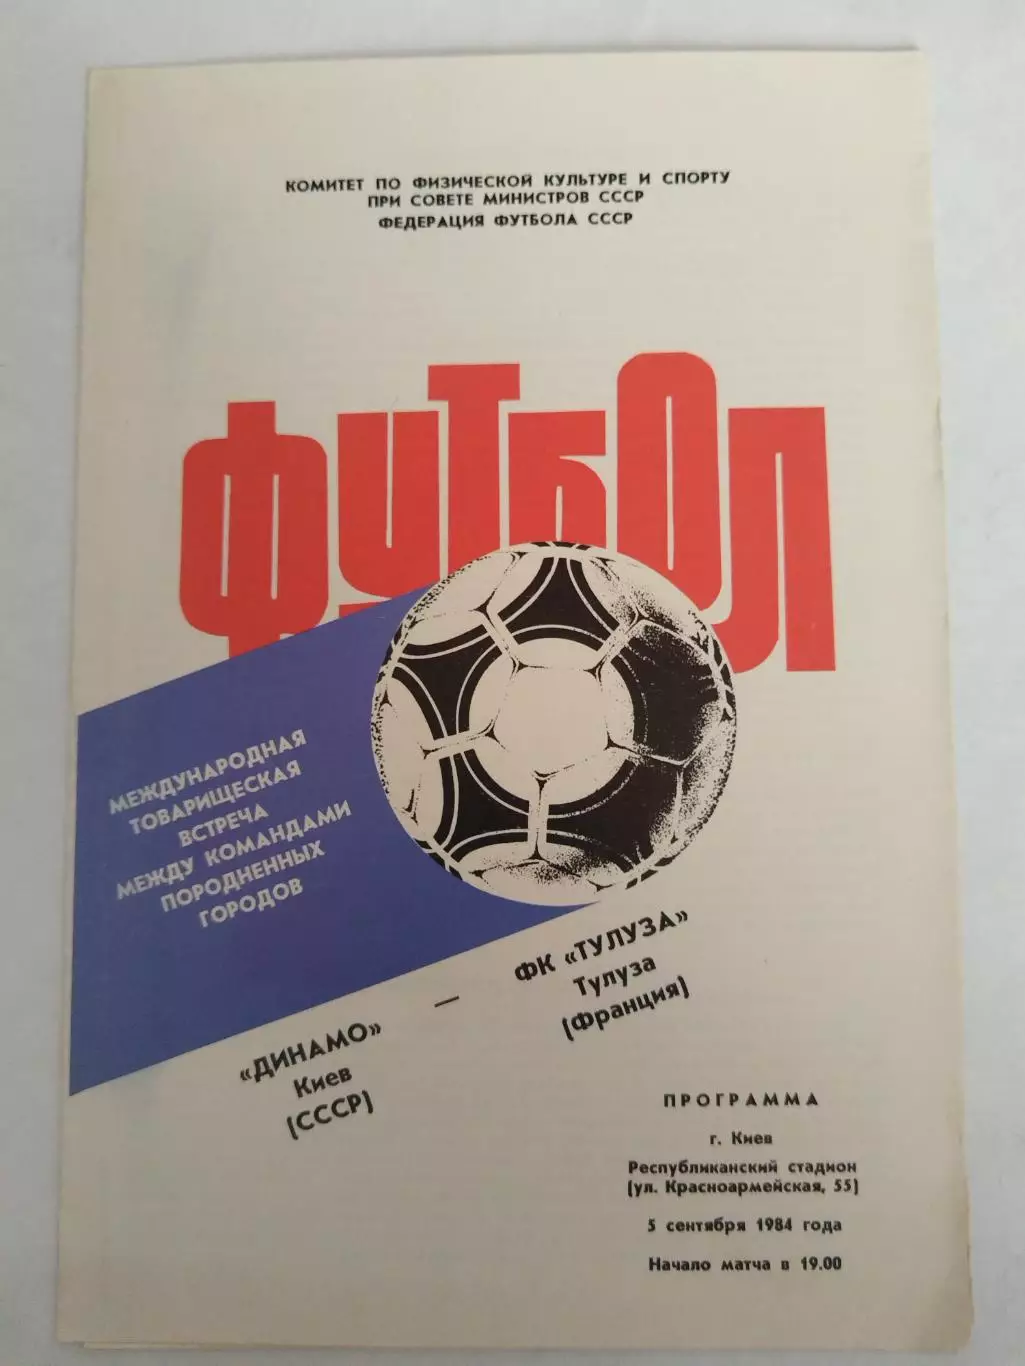 КОМИТЕТ ПО ФИЗИЧЕСКОЙ КУЛЬТУРЕ И СПОРТУ
ПРИ СОВЕТЕ МИНИСТРОВ СССР
ФЕДЕРАЦИЯ ФУТБОЛА СССР
ФУТБОЛ
МЕЖДУНАРОДНАЯ
ТОВАРИЩЕСКАЯ
ВСТРЕЧА
МЕЖДУ КОМАНДАМИ
ПОРОДНЕННЫХ
ГОРОДОВ
«ДИНАМО»
Киев
(СССР)
—
ФК «ТУЛУЗА»
Тулуза
(Франция)
ПРОГРАММА
г. Киев
Республиканский стадион
(ул. Красноармейская, 55)
5 сентября 1984 года
Начало матча в 19.00